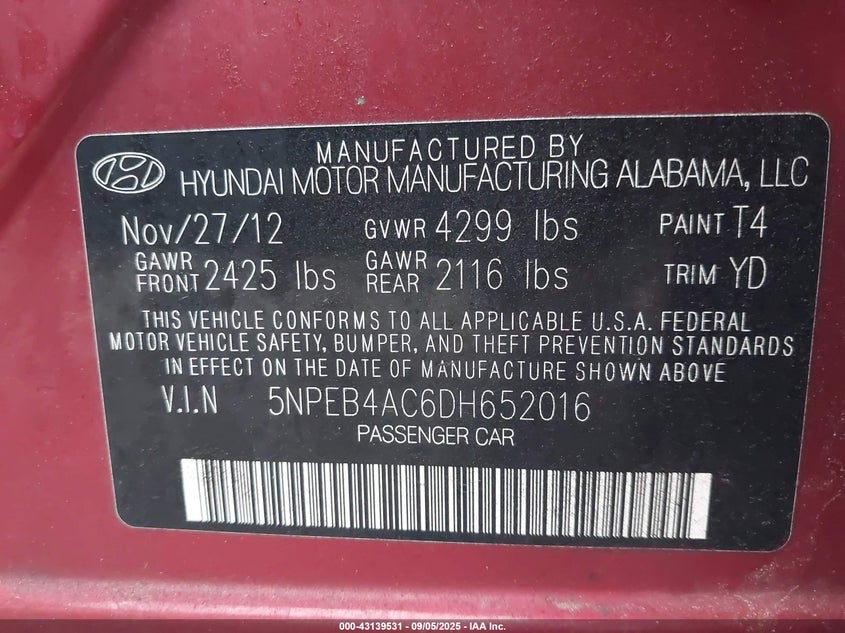 MANUFACTURED BY
HYUNDAI MOTOR MANUFACTURING ALABAMA, LLC
Nov/27/12 GVWR 4299 lbs PAINT T4
GAWR FRONT 2425 lbs GAWR REAR 2116 lbs TRIM YD
THIS VEHICLE CONFORMS TO ALL APPLICABLE U.S.A. FEDERAL
MOTOR VEHICLE SAFETY, BUMPER, AND THEFT PREVENTION STANDARDS
IN EFFECT ON THE DATE OF MANUFACTURE SHOWN ABOVE
V.I.N 5NPEB4AC6DH652016
PASSENGER CAR
000-43139531 - 09/05/2025 - IAA Inc.